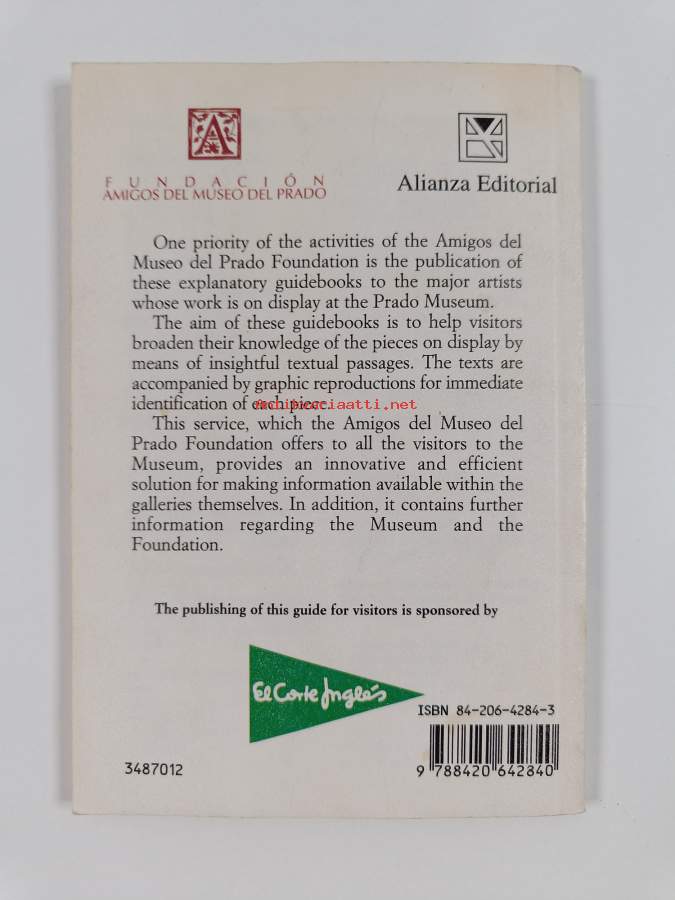 A
FUNDACIÓN
AMIGOS DEL MUSEO DEL PRADO
Alianza Editorial
One priority of the activities of the Amigos del
Museo del Prado Foundation is the publication of
these explanatory guidebooks to the major artists
whose work is on display at the Prado Museum.
The aim of these guidebooks is to help visitors
broaden their knowledge of the pieces on display by
means of insightful textual passages. The texts are
accompanied by graphic reproductions for immediate
identification of each piece.
Antikvariaatti.net
This service, which the Amigos del Museo del
Prado Foundation offers to all the visitors to the
Museum, provides an innovative and efficient
solution for making information available within the
galleries themselves. In addition, it contains further
information regarding the Museum and the
Foundation.
The publishing of this guide for visitors is sponsored by
El Corte Inglés
ISBN 84-206-4284-3
3487012
9 788420 642840